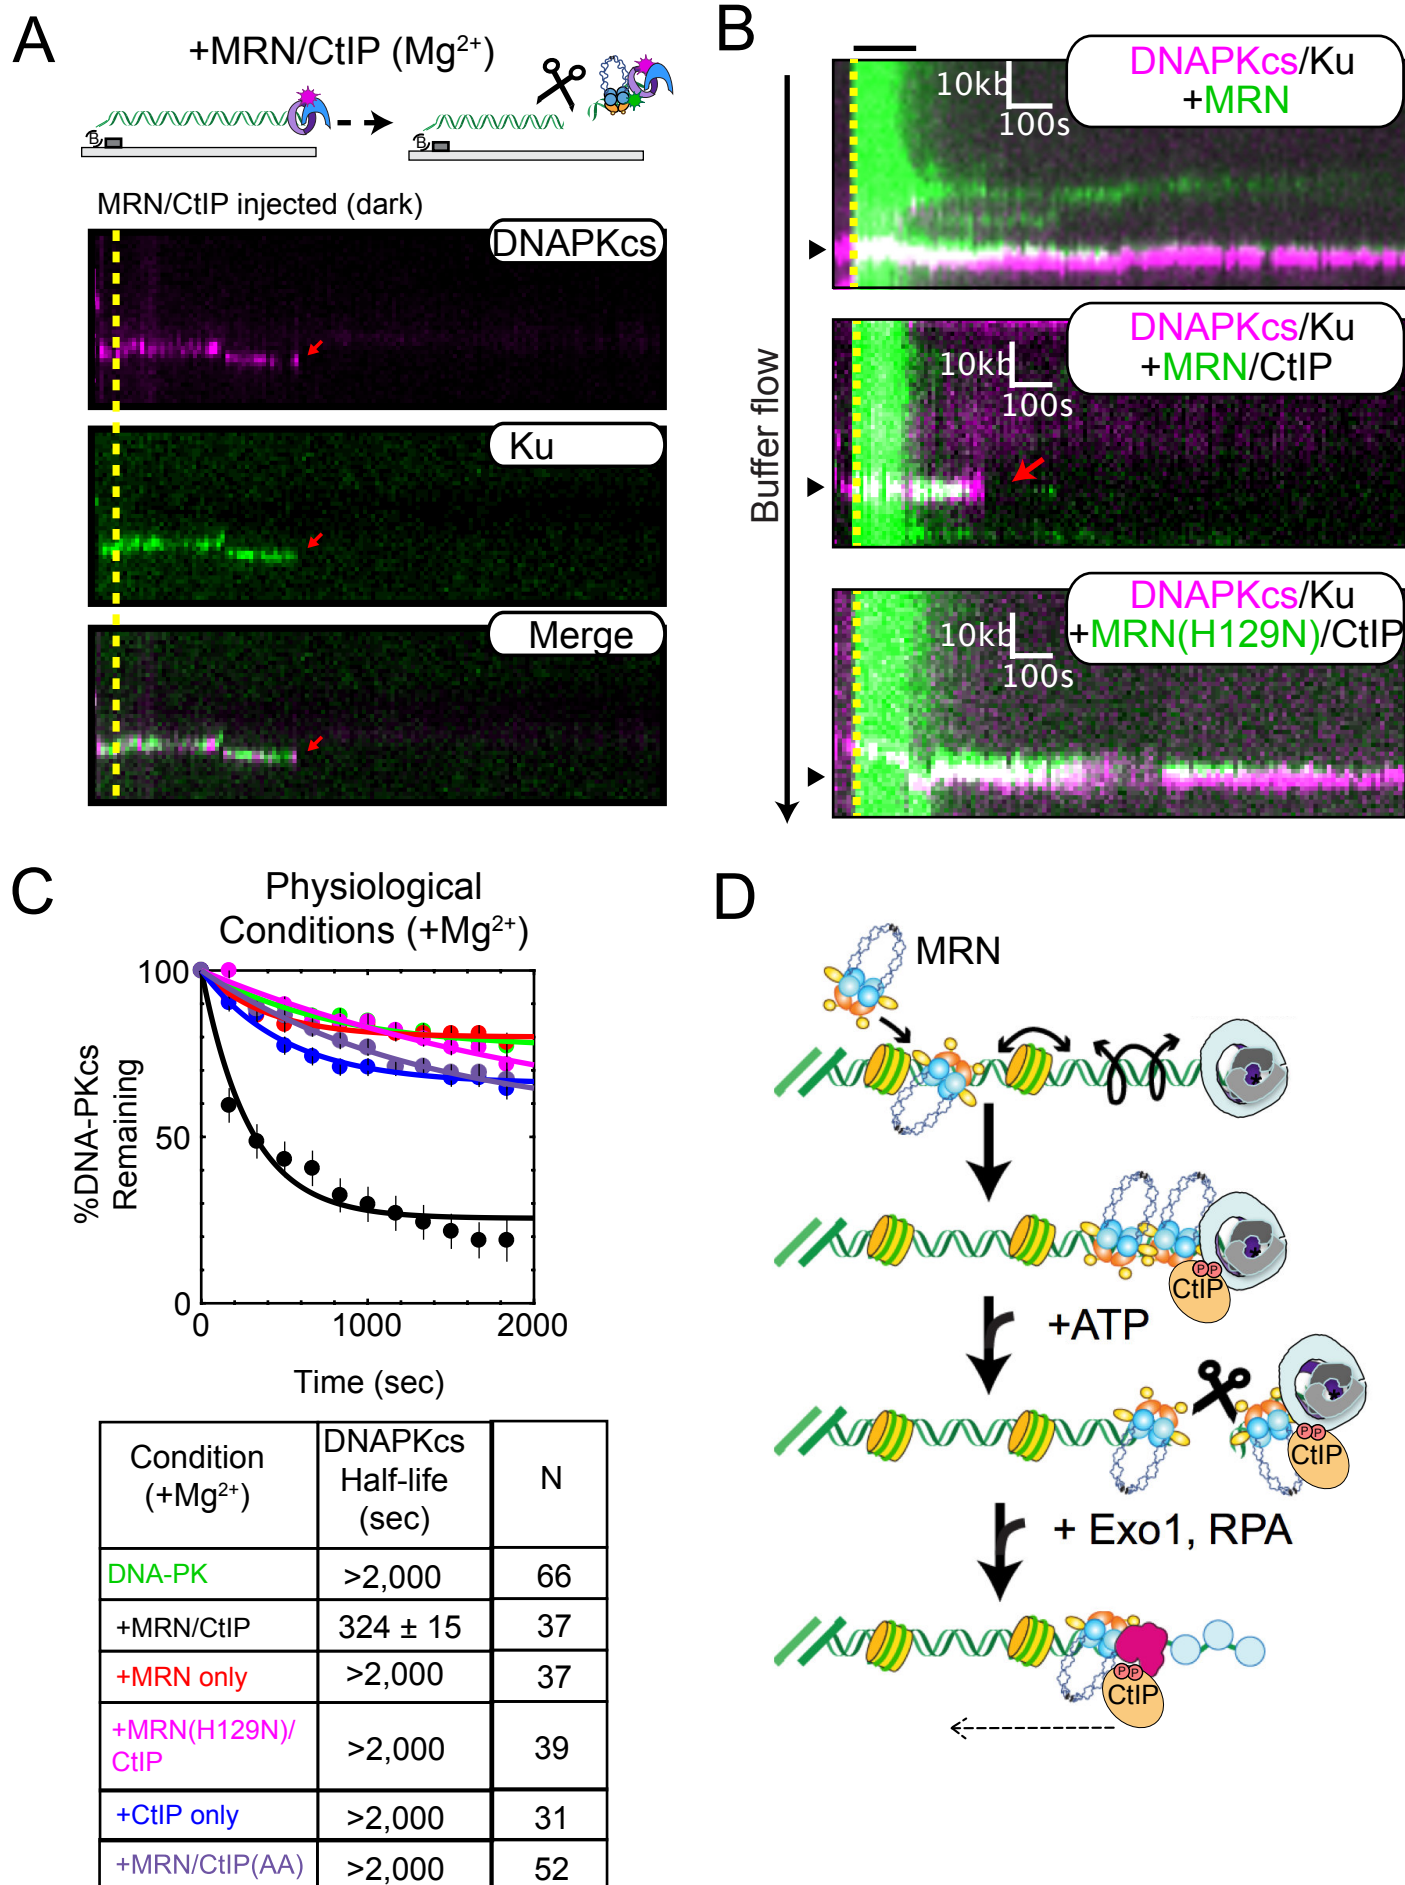 A
+MRN/CtIP (Mg²⁺)
B
B
MRN/CtIP injected (dark)
DNAPKcs
Ku
Merge
B
Buffer flow
10kb
100s
DNAPKcs/Ku
+MRN
10kb
100s
DNAPKcs/Ku
+MRN/CtIP
10kb
100s
DNAPKcs/Ku
+MRN(H129N)/CtIP
C
Physiological
Conditions (+Mg²⁺)
%DNA-PKcs
Remaining
100
50
0
0
1000
2000
Time (sec)
Condition
(+Mg²⁺)
DNAPKcs
Half-life
(sec)
N
DNA-PK
>2,000
66
+MRN/CtIP
324 ± 15
37
+MRN only
>2,000
37
+MRN(H129N)/
CtIP
>2,000
39
+CtIP only
>2,000
31
+MRN/CtIP(AA)
>2,000
52
D
MRN
P P
CtIP
+ATP
P P
CtIP
+ Exo1, RPA
P P
CtIP